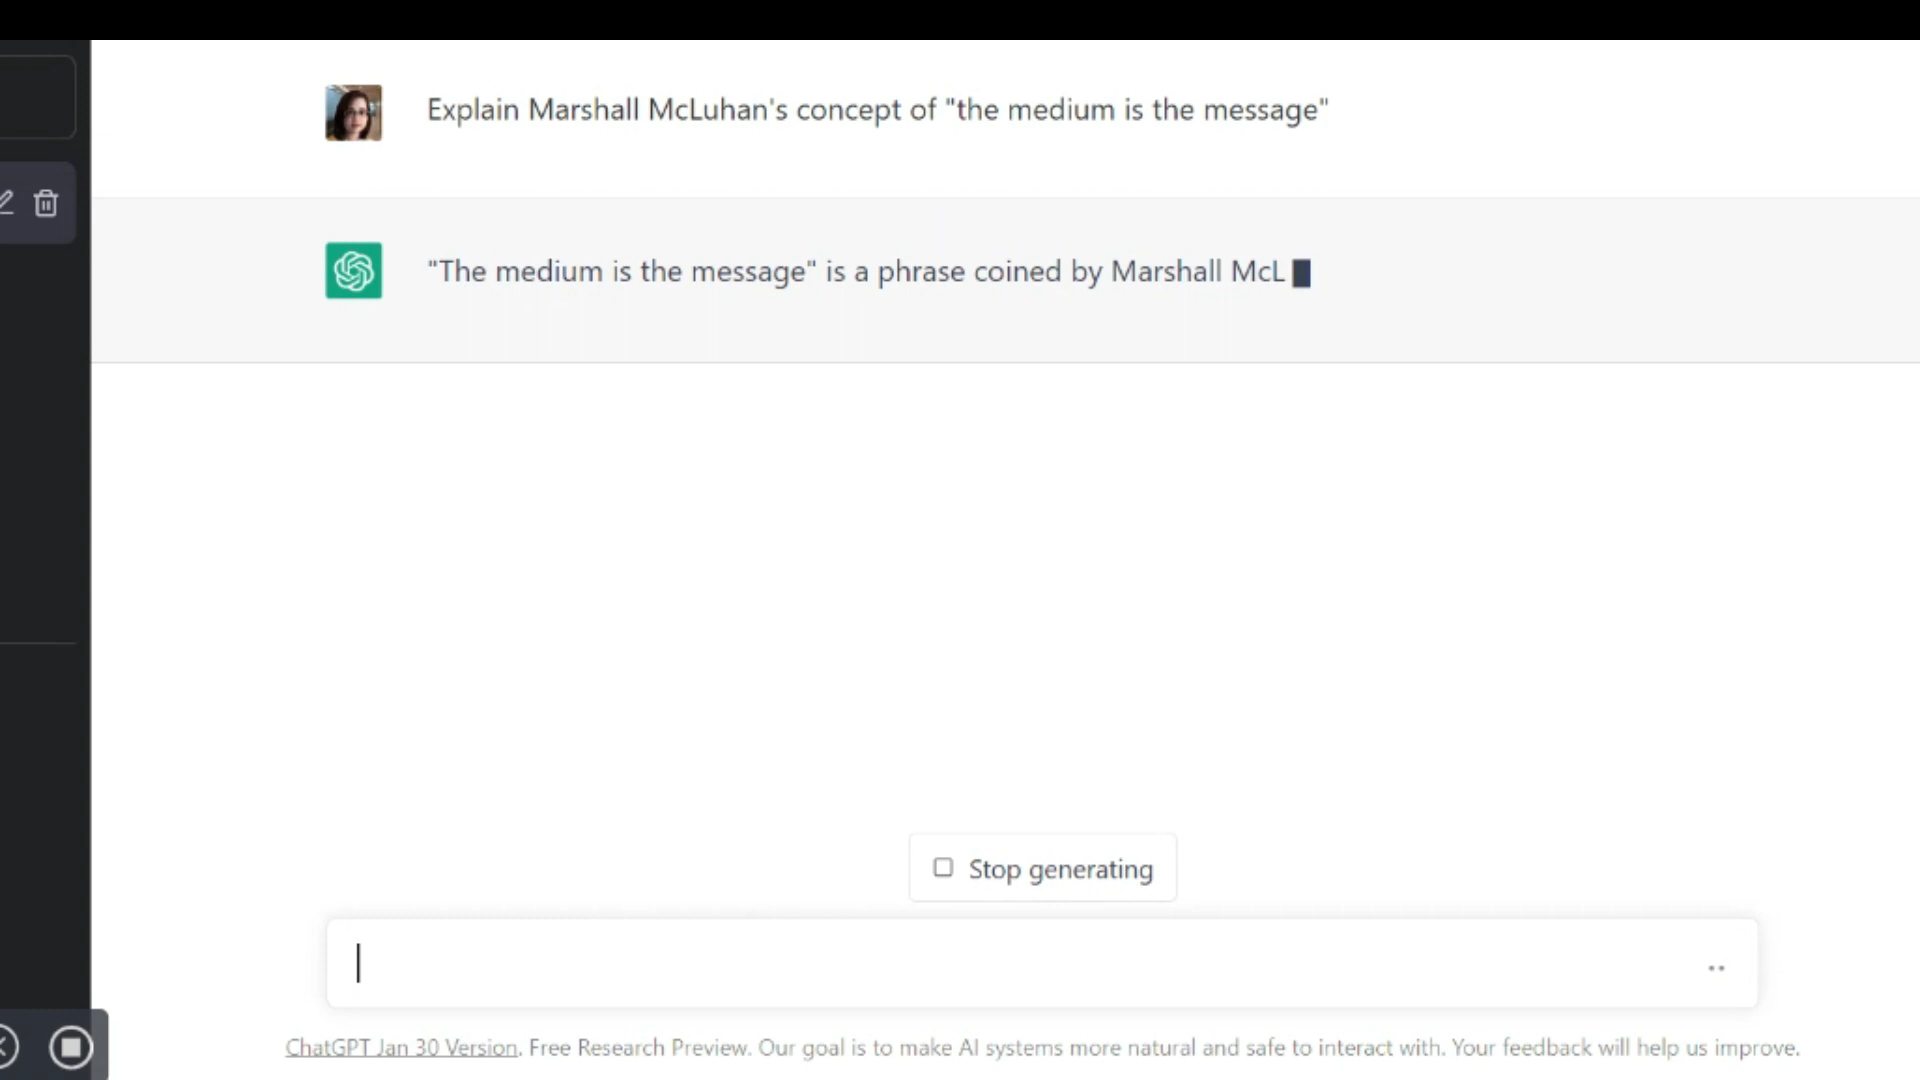 Explain Marshall McLuhan's concept of "the medium is the message"
"The medium is the message" is a phrase coined by Marshall McL
Stop generating
ChatGPT Jan 30 Version. Free Research Preview. Our goal is to make AI systems more natural and safe to interact with. Your feedback will help us improve.